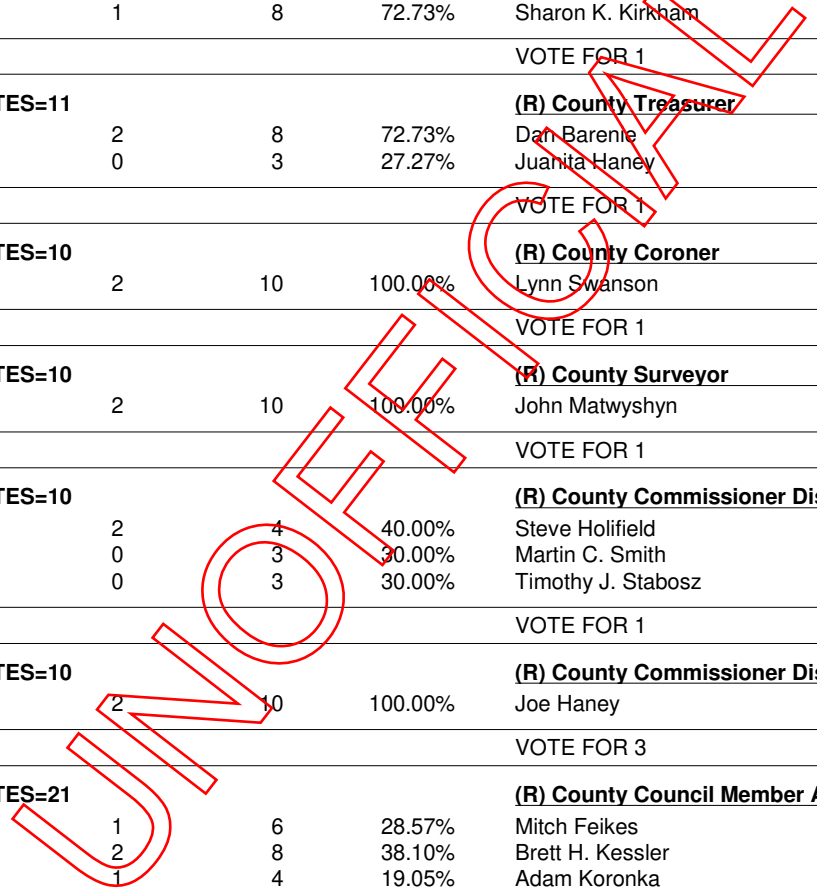 1 8 72.73% Sharon K. Kirkham
VOTE FOR 1
TES=11 (R) County Treasurer
2 8 72.73% Dan Barenie
0 3 27.27% Juanita Haney
VOTE FOR 1
TES=10 (R) County Coroner
2 10 100.00% Lynn Swanson
VOTE FOR 1
TES=10 (R) County Surveyor
2 10 100.00% John Matwyshyn
VOTE FOR 1
TES=10 (R) County Commissioner Dis
2 4 40.00% Steve Holifield
0 3 30.00% Martin C. Smith
0 3 30.00% Timothy J. Stabosz
VOTE FOR 1
TES=10 (R) County Commissioner Dis
2 10 100.00% Joe Haney
VOTE FOR 3
TES=21 (R) County Council Member A
1 6 28.57% Mitch Feikes
2 8 38.10% Brett H. Kessler
1 4 19.05% Adam Koronka
UNOFFICIAL